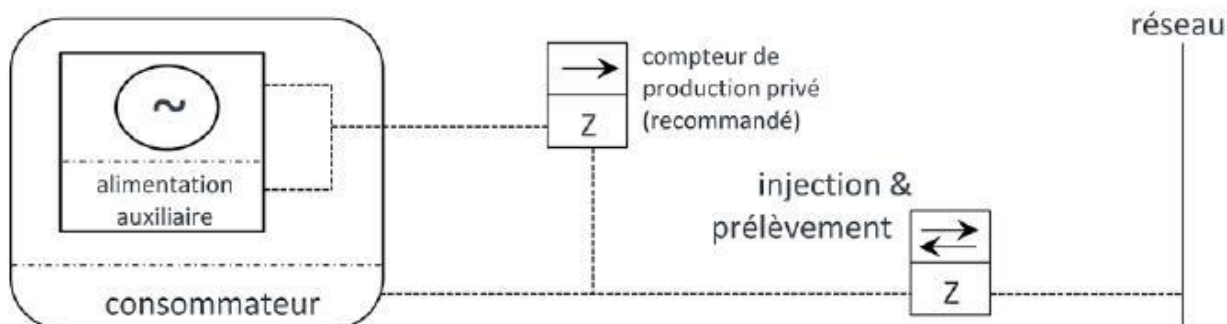 réseau
compteur de
production privé
(recommandé)
~
Z
alimentation
auxiliaire
injection &
prélèvement
Z
consommateur